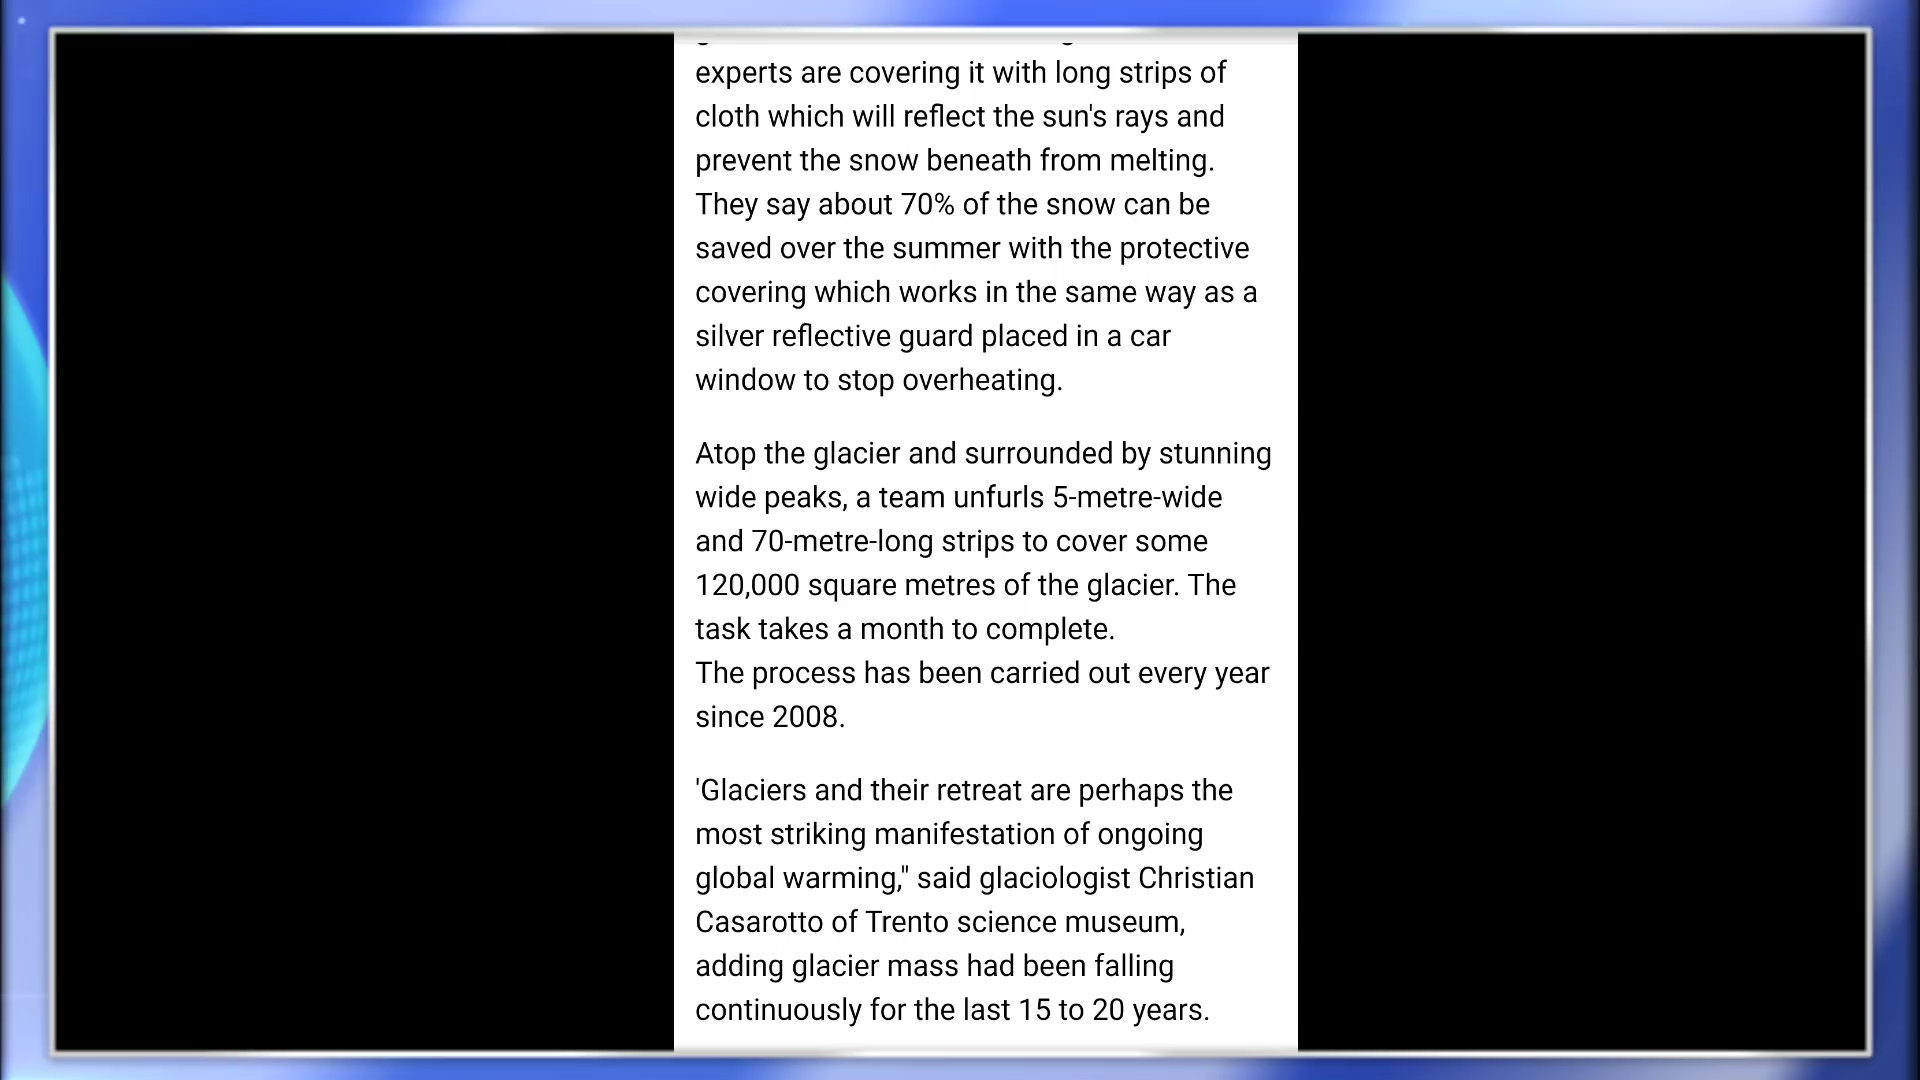 experts are covering it with long strips of
cloth which will reflect the sun's rays and
prevent the snow beneath from melting.
They say about 70% of the snow can be
saved over the summer with the protective
covering which works in the same way as a
silver reflective guard placed in a car
window to stop overheating.
Atop the glacier and surrounded by stunning
wide peaks, a team unfurls 5-metre-wide
and 70-metre-long strips to cover some
120,000 square metres of the glacier. The
task takes a month to complete.
The process has been carried out every year
since 2008.
'Glaciers and their retreat are perhaps the
most striking manifestation of ongoing
global warming," said glaciologist Christian
Casarotto of Trento science museum,
adding glacier mass had been falling
continuously for the last 15 to 20 years.